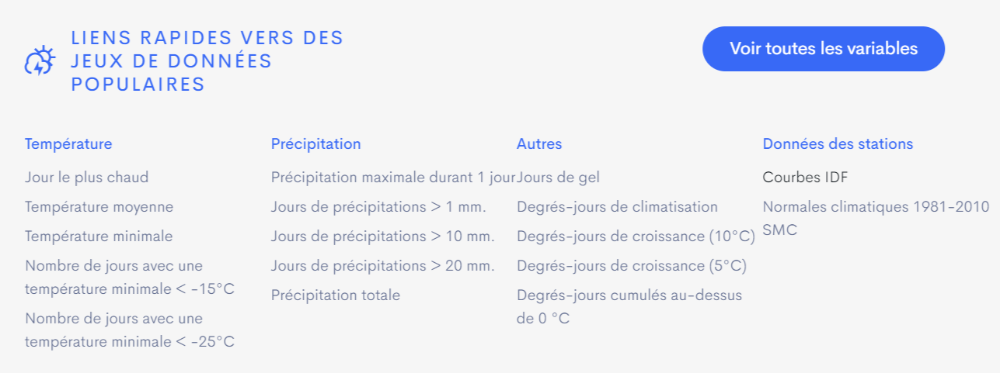 LIENS RAPIDES VERS DES
JEUX DE DONNÉES
POPULAIRES
Voir toutes les variables
Température
Jour le plus chaud
Température moyenne
Température minimale
Nombre de jours avec une
température minimale < -15°C
Nombre de jours avec une
température minimale < -25°C
Précipitation
Précipitation maximale durant 1 jour
Jours de précipitations > 1 mm.
Jours de précipitations > 10 mm.
Jours de précipitations > 20 mm.
Précipitation totale
Autres
Jours de gel
Degrés-jours de climatisation
Degrés-jours de croissance (10°C)
Degrés-jours de croissance (5°C)
Degrés-jours cumulés au-dessus
de 0 °C
Données des stations
Courbes IDF
Normales climatiques 1981-2010
SMC